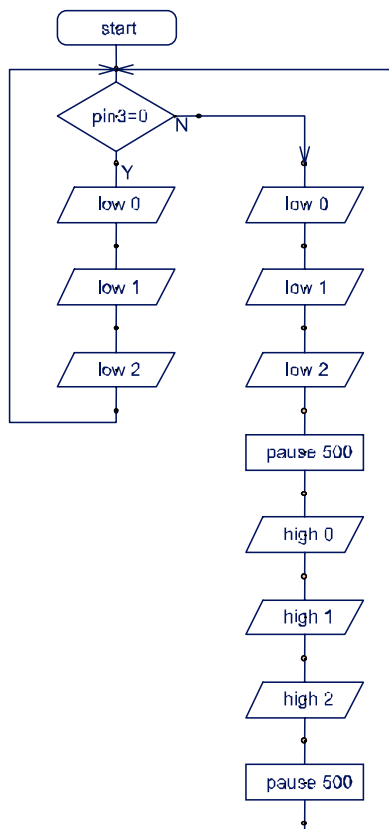 start
pin3=0
N
Y
low 0
low 1
low 2
low 0
low 1
low 2
pause 500
high 0
high 1
high 2
pause 500